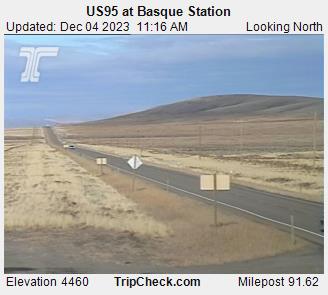 US95 at Basque Station
Updated: Dec 04 2023 11:16 AM Looking North
Elevation 4460 TripCheck.com Milepost 91.62